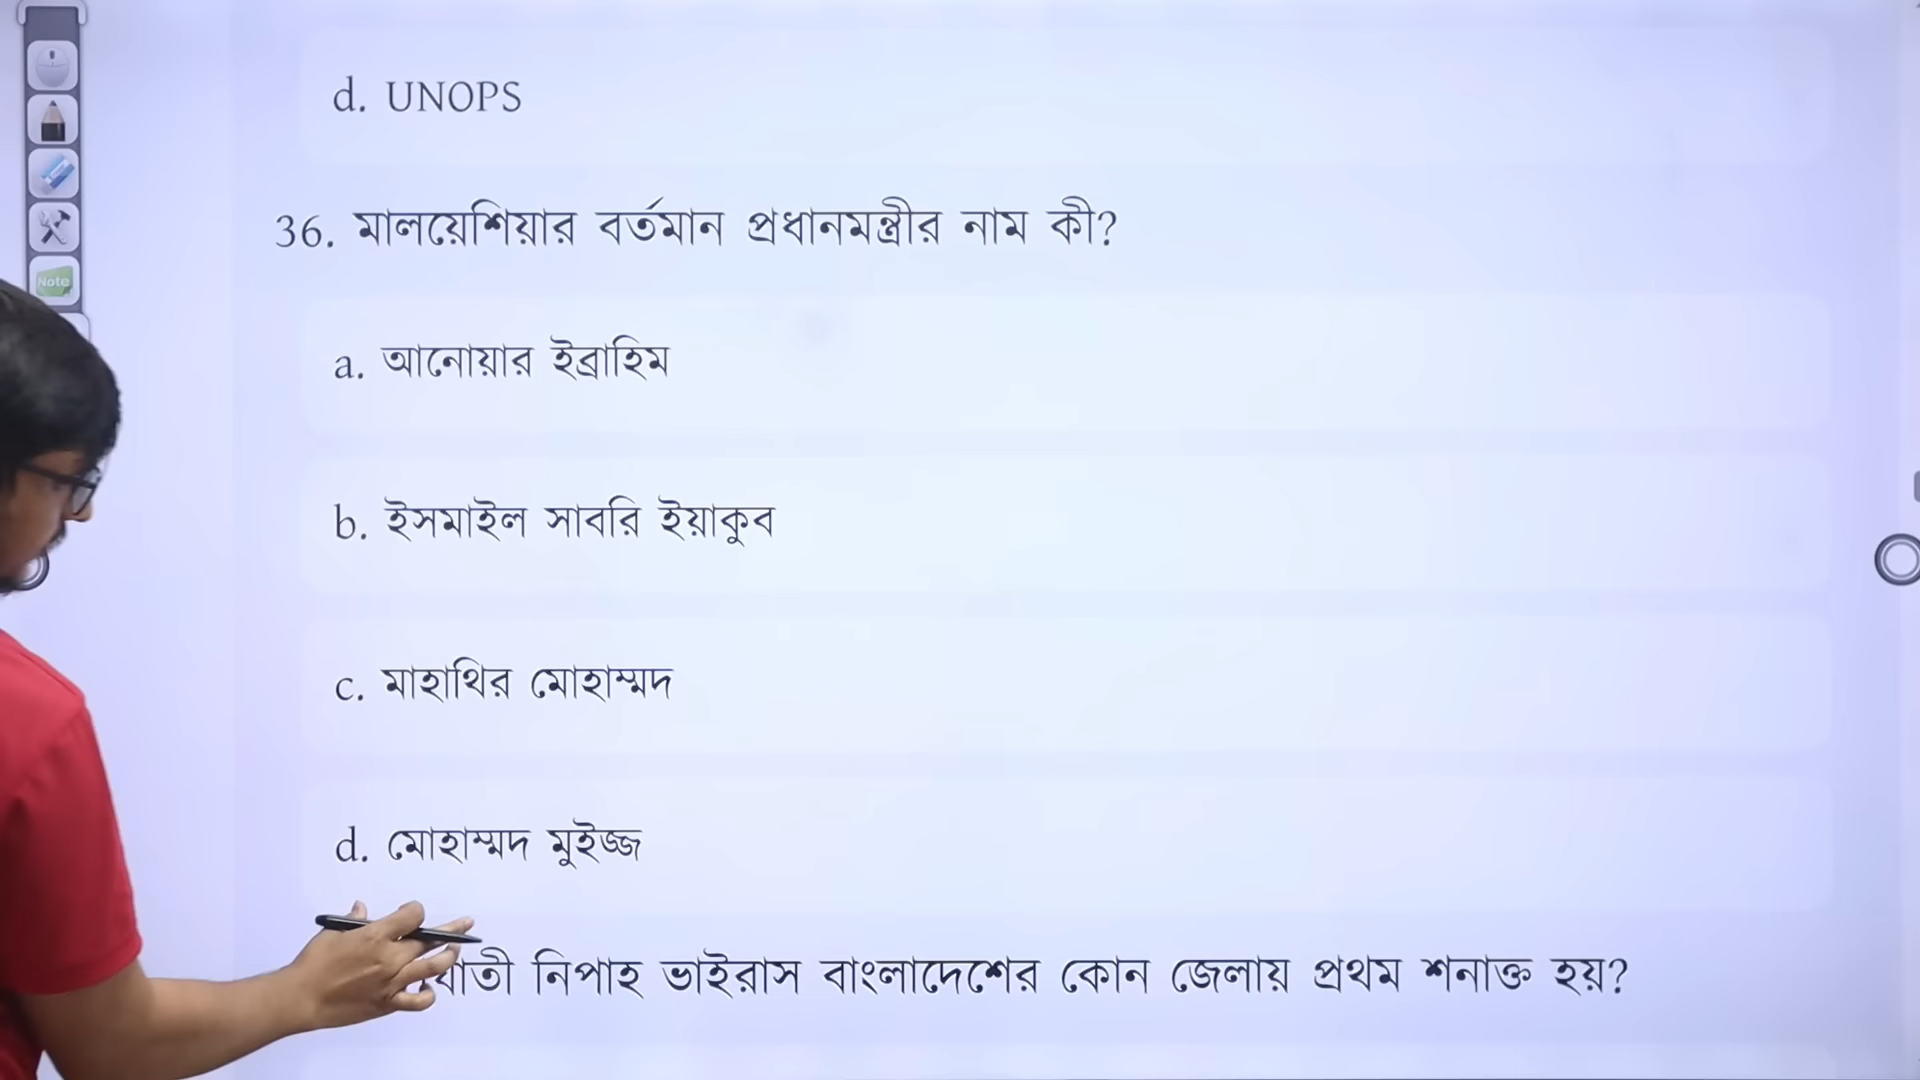 d. UNOPS
36. মালয়েশিয়ার বর্তমান প্রধানমন্ত্রীর নাম কী?
Note
a. আনোয়ার ইব্রাহিম
b. ইসমাইল সাবরি ইয়াকুব
c. মাহাথির মোহাম্মদ
d. মোহাম্মদ মুইজ্জ
নিপাহ ভাইরাস বাংলাদেশের কোন জেলায় প্রথম শনাক্ত হয়?